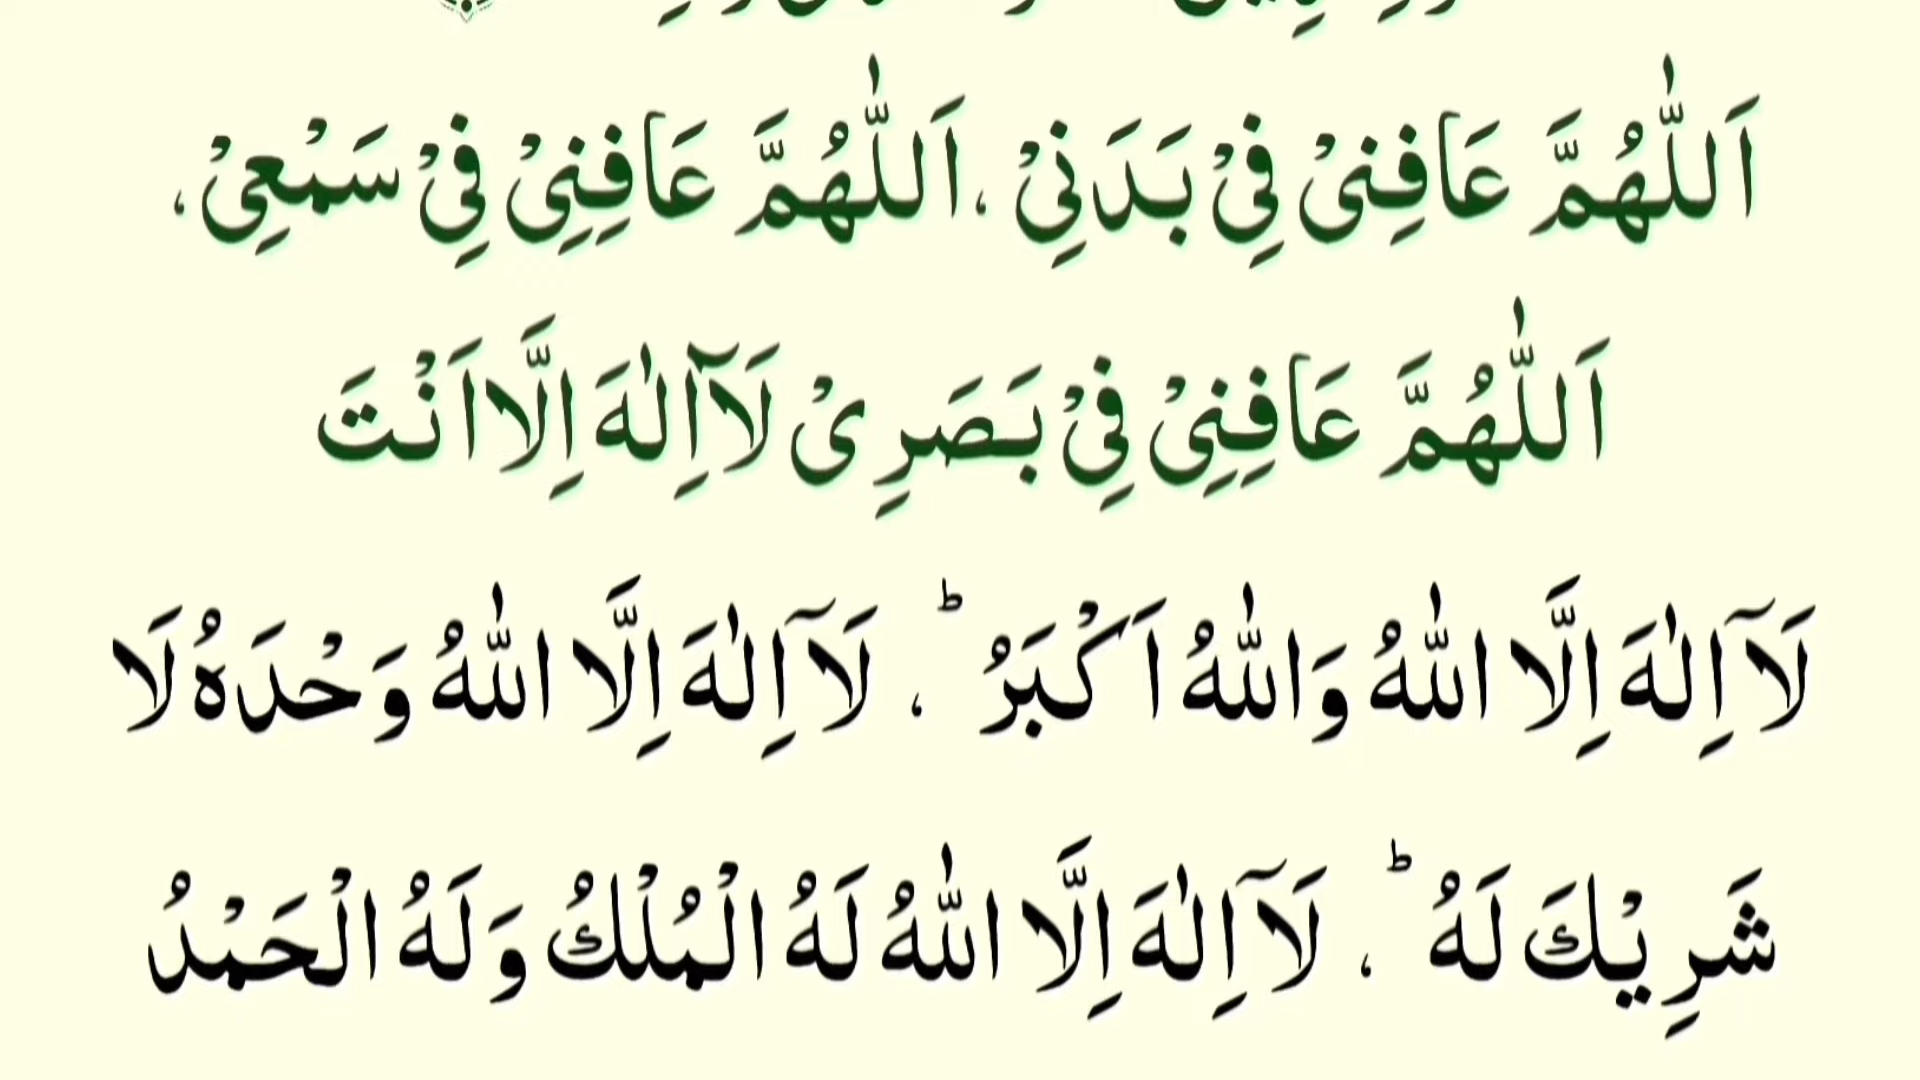 اَللّٰهُمَّ عَافِنِیْ فِیْ بَدَنِیْ ، اَللّٰهُمَّ عَافِنِیْ فِیْ سَمْعِیْ ،
اَللّٰهُمَّ عَافِنِیْ فِیْ بَصَرِیْ لَآ اِلٰهَ اِلَّا اَنْتَ
لَآ اِلٰهَ اِلَّا اللّٰهُ وَاللّٰهُ اَكْبَرُ ؕ ، لَآ اِلٰهَ اِلَّا اللّٰهُ وَحْدَهُ لَا
شَرِيْكَ لَهُ ؕ ، لَآ اِلٰهَ اِلَّا اللّٰهُ لَهُ الْمُلْكُ وَلَهُ الْحَمْدُ